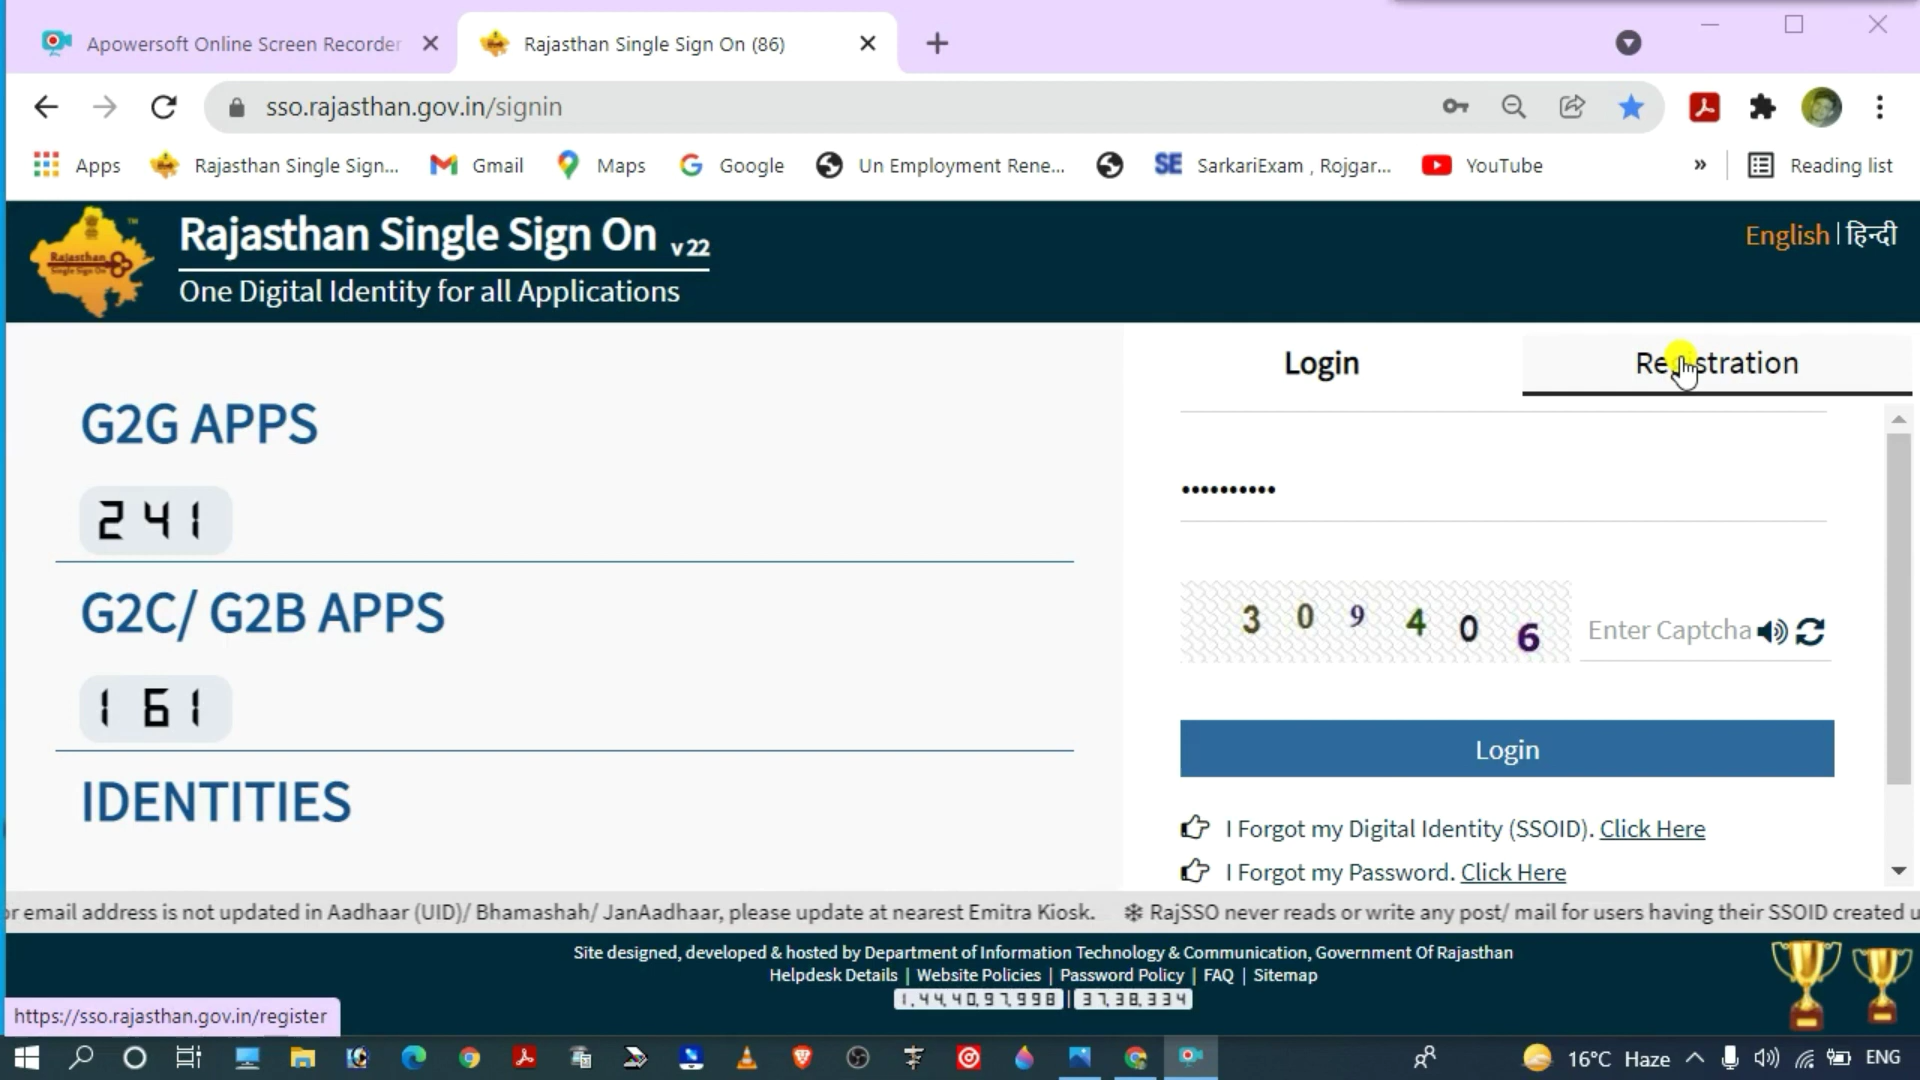 Apowersoft Online Screen Recorder
Rajasthan Single Sign On (86)
sso.rajasthan.gov.in/signin
Apps
Rajasthan Single Sign...
Gmail
Maps
Google
Un Employment Rene...
SE SarkariExam , Rojgar...
YouTube
»
Reading list
Rajasthan Single Sign On
Rajasthan Single Sign On v 22
One Digital Identity for all Applications
English | हिन्दी
Login
Registration
G2G APPS
241
G2C/ G2B APPS
161
IDENTITIES
••••••••••
3 0 9 4 0 6
Enter Captcha
Login
I Forgot my Digital Identity (SSOID). Click Here
I Forgot my Password. Click Here
or email address is not updated in Aadhaar (UID)/ Bhamashah/ JanAadhaar, please update at nearest Emitra Kiosk. ❄ RajSSO never reads or write any post/ mail for users having their SSOID created u
Site designed, developed & hosted by Department of Information Technology & Communication, Government Of Rajasthan
Helpdesk Details | Website Policies | Password Policy | FAQ | Sitemap
1,44,40,97,998 | 37,38,334
https://sso.rajasthan.gov.in/register
16°C Haze
ENG